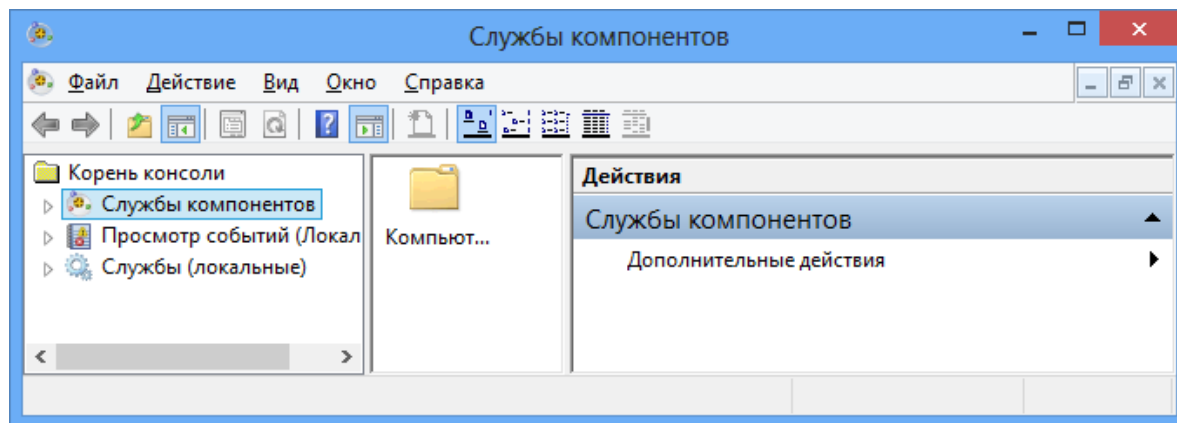 Службы компонентов
Файл Действие Вид Окно Справка
Корень консоли
Службы компонентов
Просмотр событий (Локал
Службы (локальные)
Компьют...
Действия
Службы компонентов
Дополнительные действия